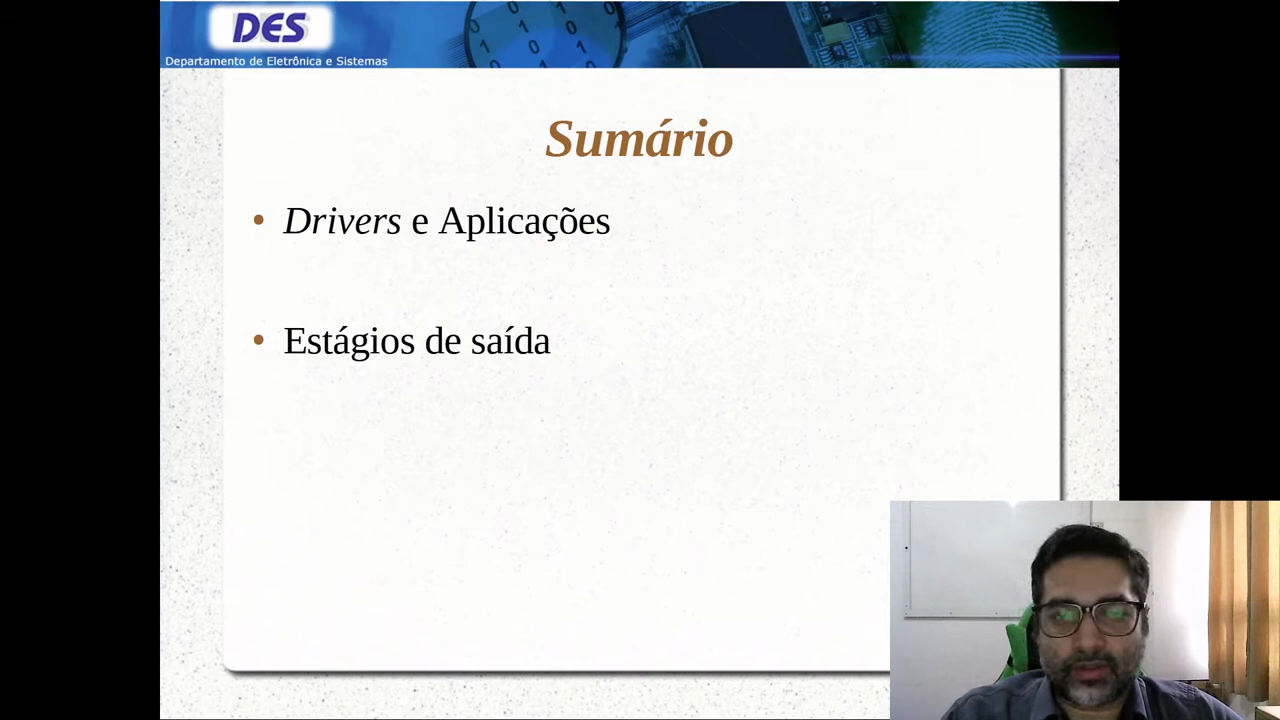 DES
Departamento de Eletrônica e Sistemas
Sumário
• Drivers e Aplicações
• Estágios de saída